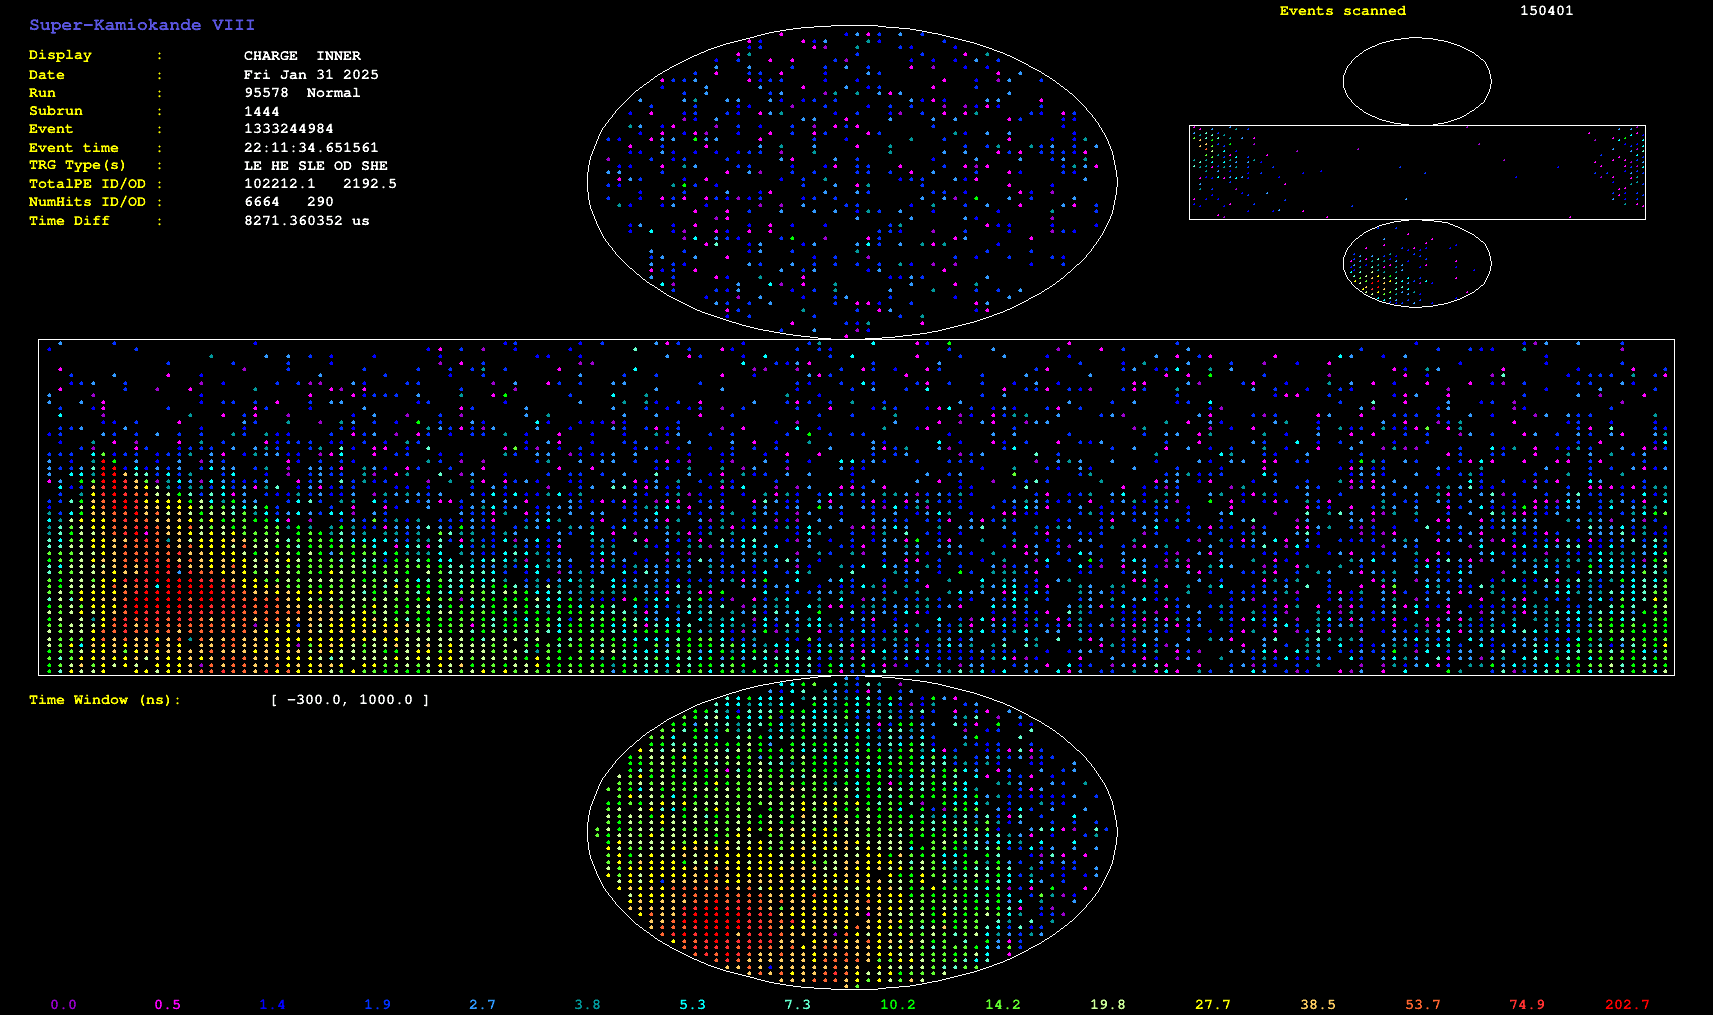 Super-Kamiokande VIII
Events scanned 150401
Display : CHARGE INNER
Date : Fri Jan 31 2025
Run : 95578 Normal
Subrun : 1444
Event : 1333244984
Event time : 22:11:34.651561
TRG Type(s) : LE HE SLE OD SHE
TotalPE ID/OD : 102212.1 2192.5
NumHits ID/OD : 6664 290
Time Diff : 8271.360352 us
Time Window (ns): [ -300.0, 1000.0 ]
0.0 0.5 1.4 1.9 2.7 3.8 5.3 7.3 10.2 14.2 19.8 27.7 38.5 53.7 74.9 202.7